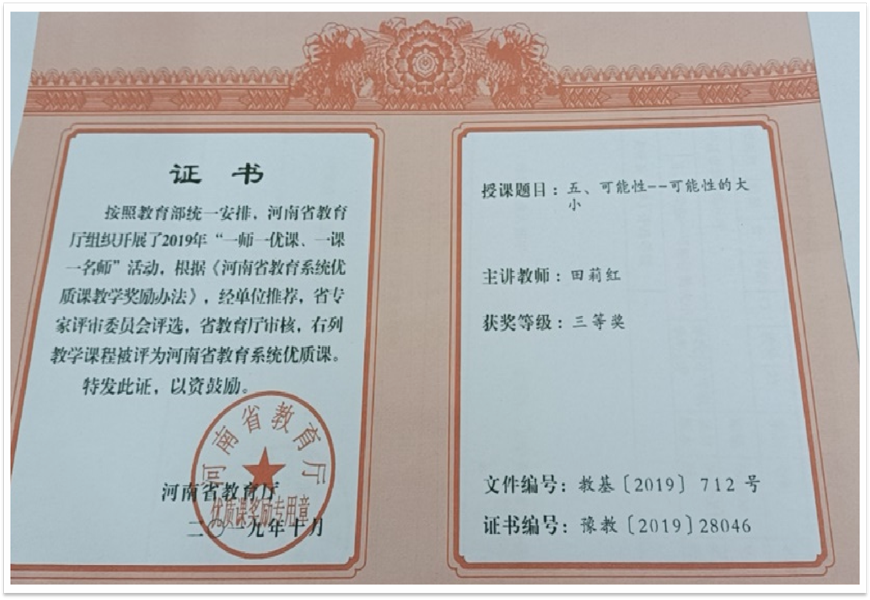 证 书
按照教育部统一安排，河南省教育
厅组织开展了2019年“一师一优课、一课
一名师”活动，根据《河南省教育系统优
质课教学奖励办法》，经单位推荐，省专
家评审委员会评选，省教育厅审核，右列
教学课程被评为河南省教育系统优质课。
特发此证，以资鼓励。
河南省教育厅
优质课奖励专用章
河南省教育厅
二〇一九年十月
授课题目：五、可能性--可能性的大
小
主讲教师：田莉红
获奖等级：三等奖
文件编号：教基〔2019〕712号
证书编号：豫教〔2019〕28046